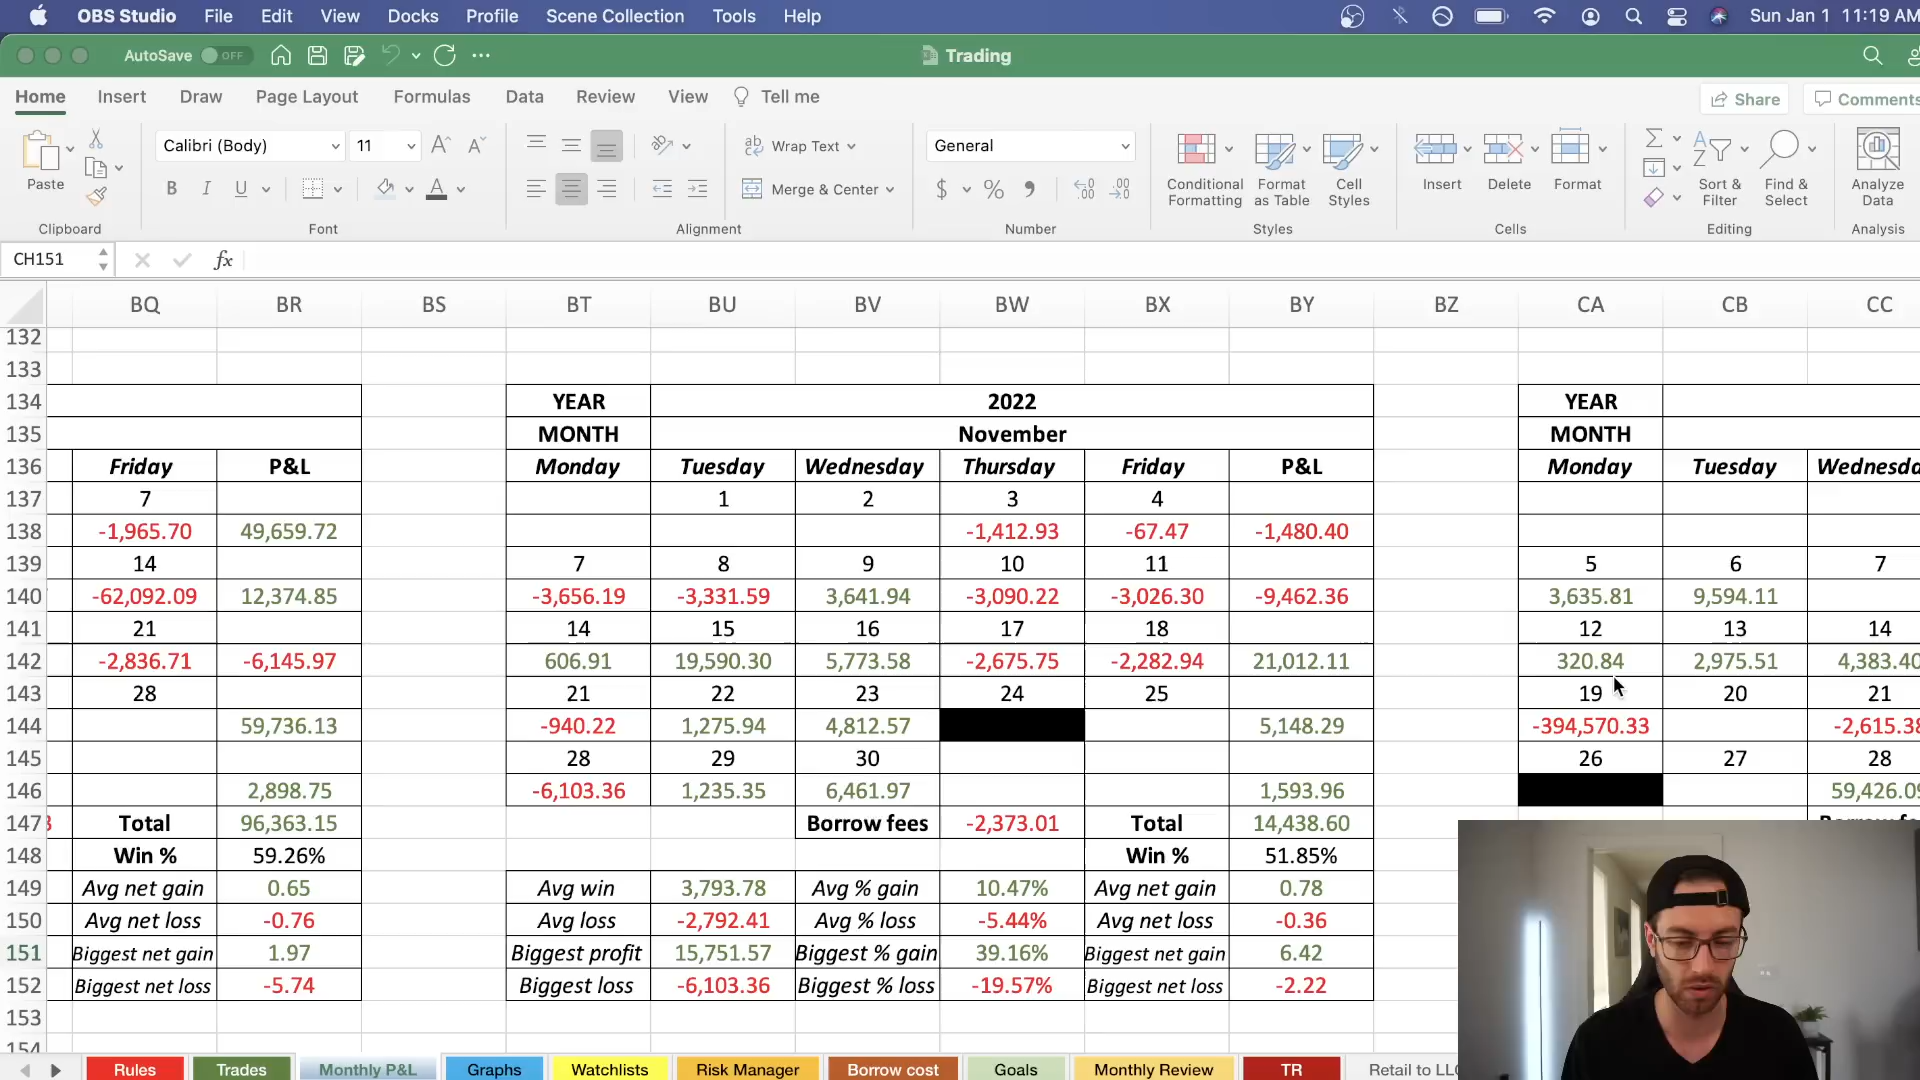 OBS Studio File Edit View Docks Profile Scene Collection Tools Help Sun Jan 1 11:19 AM
AutoSave OFF Trading
Home Insert Draw Page Layout Formulas Data Review View Tell me Share Comments
Calibri (Body) 11 Wrap Text General
Paste B I U Merge & Center $ % Conditional Formatting Format as Table Cell Styles Insert Delete Format Sort & Filter Find & Select Analyze Data
Clipboard Font Alignment Number Styles Cells Editing Analysis
CH151 fx
BQ BR BS BT BU BV BW BX BY BZ CA CB CC
132
133
134 YEAR 2022 YEAR
135 MONTH November MONTH
136 Friday P&L Monday Tuesday Wednesday Thursday Friday P&L Monday Tuesday Wednesda
137 7 1 2 3 4
138 -1,965.70 49,659.72 -1,412.93 -67.47 -1,480.40
139 14 7 8 9 10 11 5 6 7
140 -62,092.09 12,374.85 -3,656.19 -3,331.59 3,641.94 -3,090.22 -3,026.30 -9,462.36 3,635.81 9,594.11
141 21 14 15 16 17 18 12 13 14
142 -2,836.71 -6,145.97 606.91 19,590.30 5,773.58 -2,675.75 -2,282.94 21,012.11 320.84 2,975.51 4,383.40
143 28 21 22 23 24 25 19 20 21
144 59,736.13 -940.22 1,275.94 4,812.57 5,148.29 -394,570.33 -2,615.38
145 28 29 30 26 27 28
146 2,898.75 -6,103.36 1,235.35 6,461.97 1,593.96 59,426.09
147 3 Total 96,363.15 Borrow fees -2,373.01 Total 14,438.60
148 Win % 59.26% Win % 51.85%
149 Avg net gain 0.65 Avg win 3,793.78 Avg % gain 10.47% Avg net gain 0.78
150 Avg net loss -0.76 Avg loss -2,792.41 Avg % loss -5.44% Avg net loss -0.36
151 Biggest net gain 1.97 Biggest profit 15,751.57 Biggest % gain 39.16% Biggest net gain 6.42
152 Biggest net loss -5.74 Biggest loss -6,103.36 Biggest % loss -19.57% Biggest net loss -2.22
153
154
Rules Trades Monthly P&L Graphs Watchlists Risk Manager Borrow cost Goals Monthly Review TR Retail to LLC